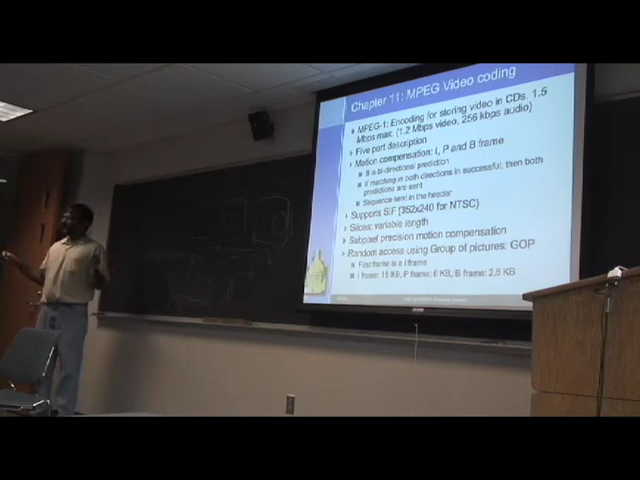 Chapter 11: MPEG Video coding
MPEG-1: Encoding for storing video in CDs. 1.5
Mbps max: (1.2 Mbps video, 256 kbps audio)
Five part description
Motion compensation: I, P and B frame
B is bi-directional prediction
If matching in both directions in successful, then both
predictions are sent
Sequence sent in the header
Supports SIF (352x240 for NTSC)
Slices: variable length
Subpixel precision motion compensation
Random access using Group of pictures: GOP
First frame is a I frame
I frame: 18 KB, P frame: 6 KB, B frame: 2.5 KB